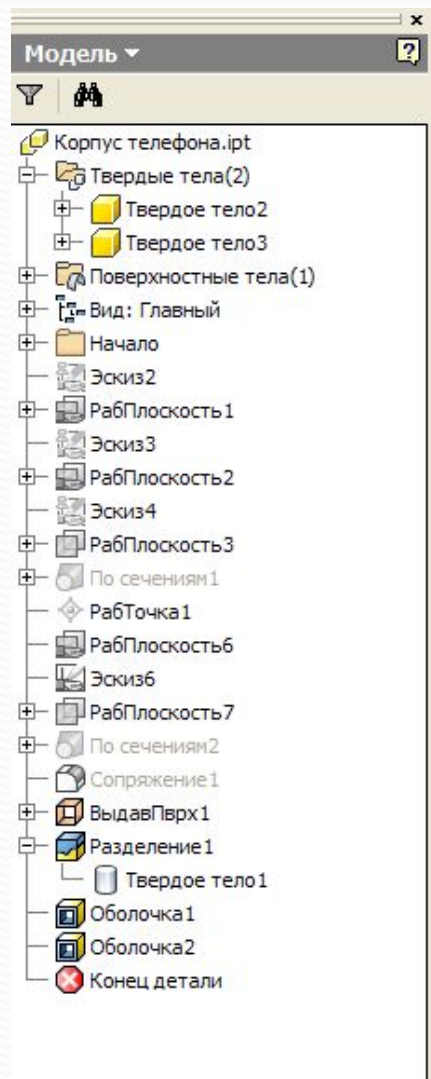 Модель
Корпус телефона.ipt
Твердые тела(2)
Твердое тело2
Твердое тело3
Поверхностные тела(1)
Вид: Главный
Начало
Эскиз2
РабПлоскость1
Эскиз3
РабПлоскость2
Эскиз4
РабПлоскость3
По сечениям1
РабТочка1
РабПлоскость6
Эскиз6
РабПлоскость7
По сечениям2
Сопряжение1
ВыдавПврх1
Разделение1
Твердое тело1
Оболочка1
Оболочка2
Конец детали